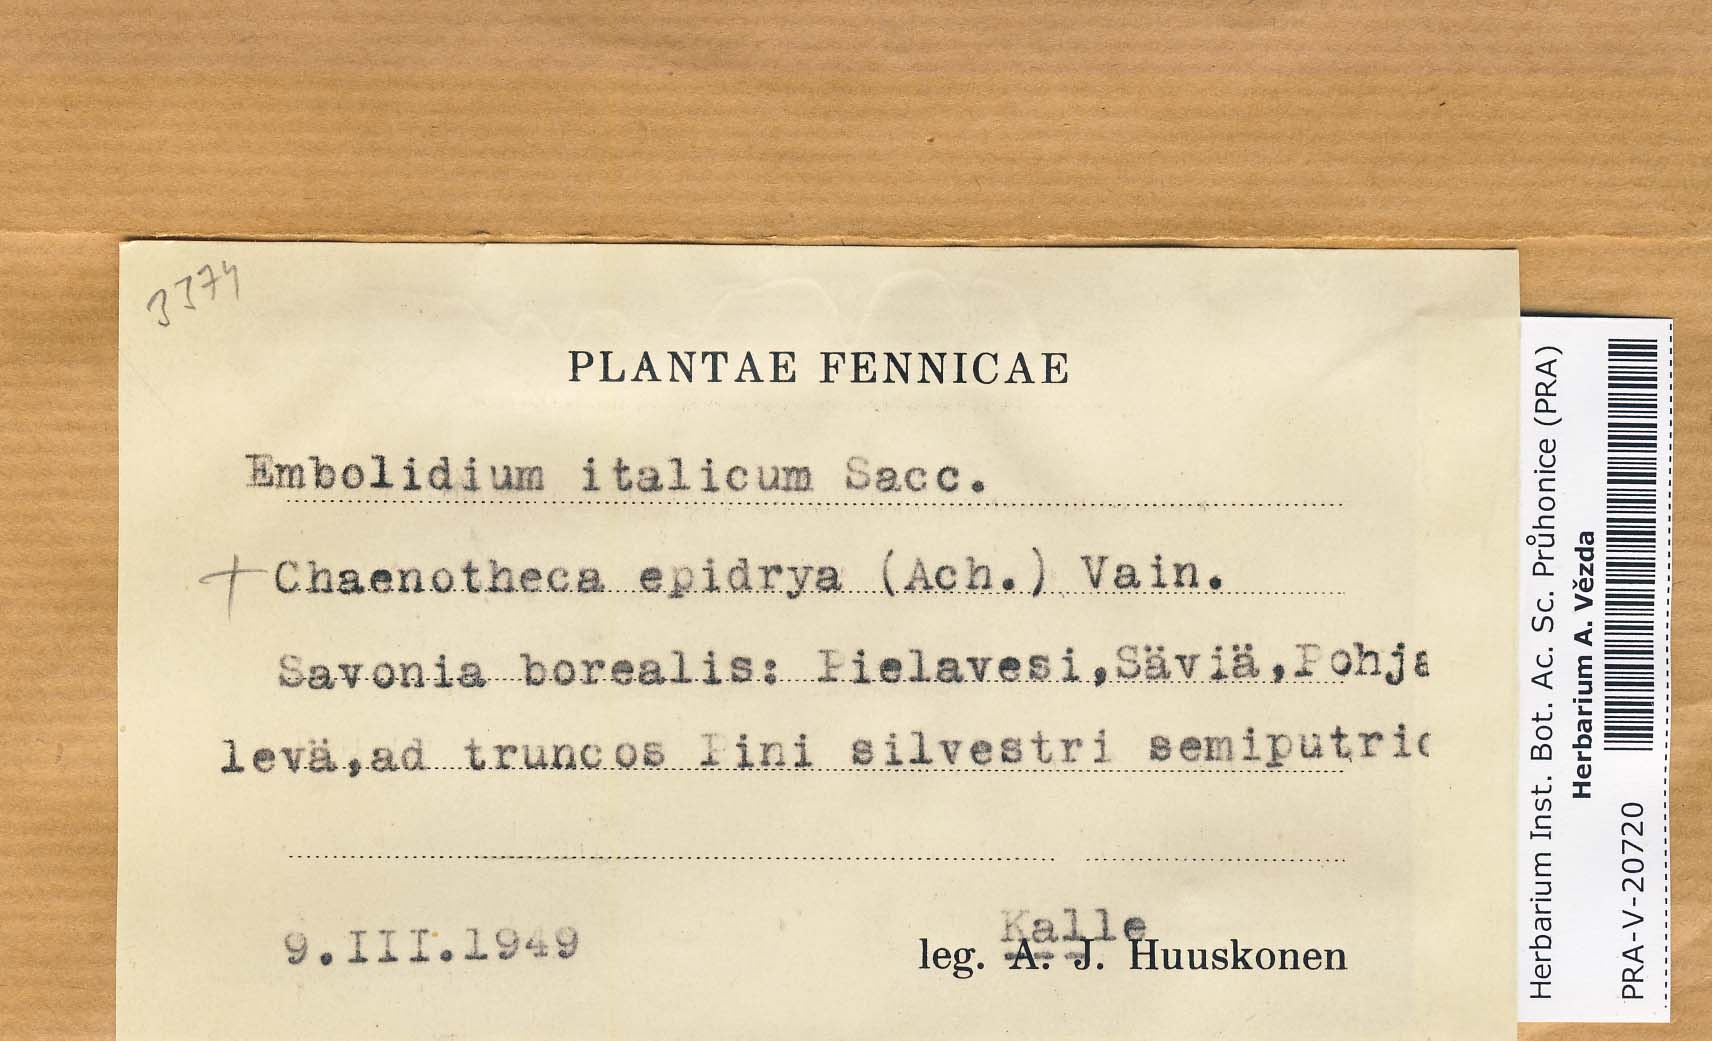 3374
PLANTAE FENNICAE
Embolidium italicum Sacc.
+ Chaenotheca epidrya (Ach.) Vain.
Savonia borealis: Pielavesi,Säviä,Pohja
levä,ad truncos Pini silvestri semiputric
9.III.1949
Kalle
leg. A. J. Huuskonen
Herbarium Inst. Bot. Ac. Sc. Průhonice (PRA)
Herbarium A. Vězda
PRA-V-20720